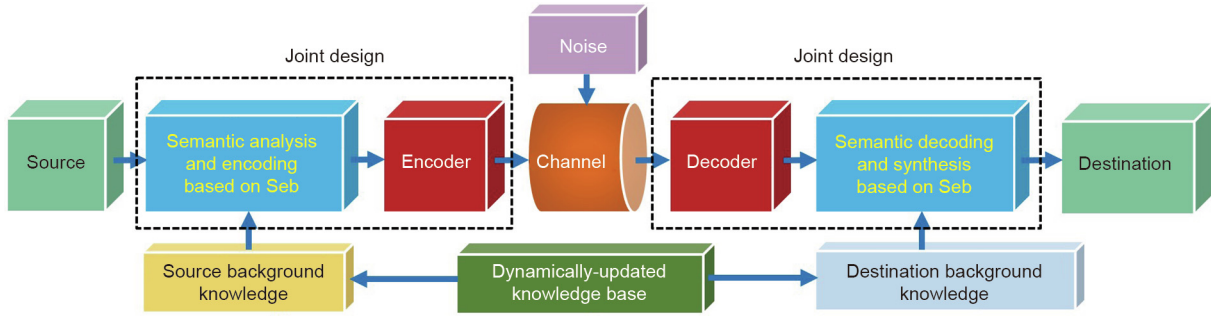 Noise
Joint design
Joint design
Source
Semantic analysis
and encoding
based on Seb
Encoder
Channel
Decoder
Semantic decoding
and synthesis
based on Seb
Destination
Source background
knowledge
Dynamically-updated
knowledge base
Destination background
knowledge